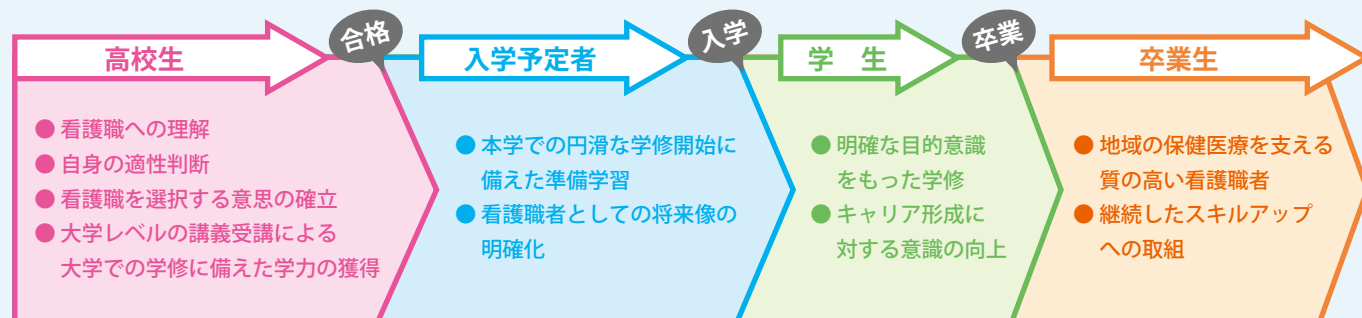 高校生
合格
入学予定者
入学
学　生
卒業
卒業生
● 看護職への理解
● 自身の適性判断
● 看護職を選択する意思の確立
● 大学レベルの講義受講による
大学での学修に備えた学力の獲得
● 本学での円滑な学修開始に
備えた準備学習
● 看護職者としての将来像の
明確化
● 明確な目的意識
をもった学修
● キャリア形成に
対する意識の向上
● 地域の保健医療を支える
質の高い看護職者
● 継続したスキルアップ
への取組